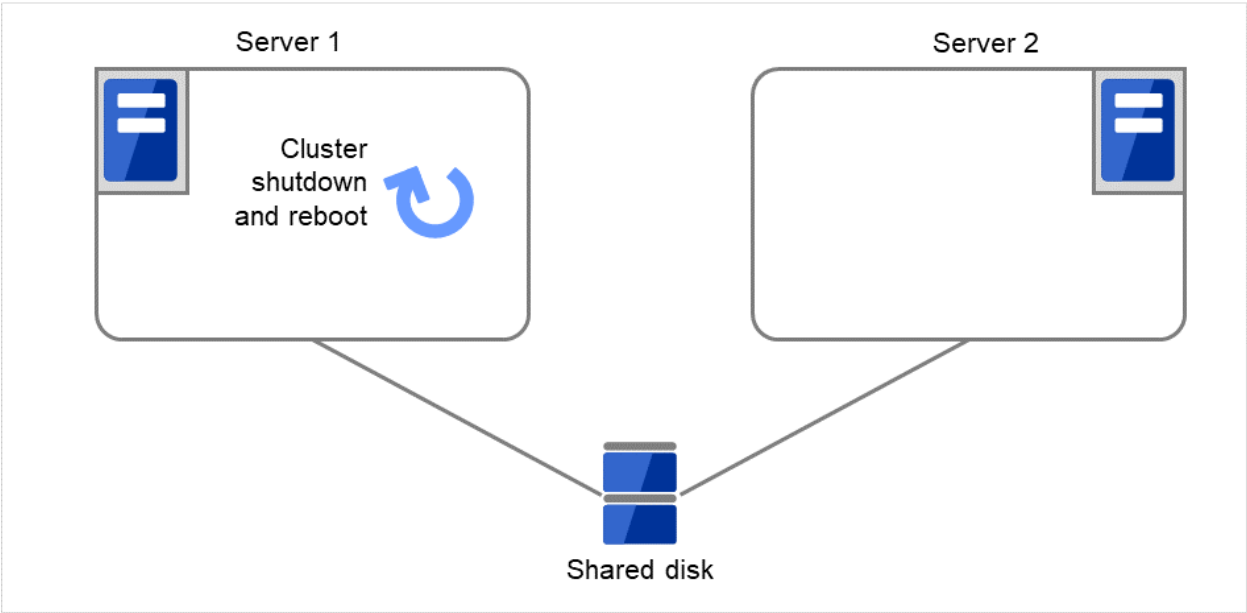 Server 1
Server 2
Cluster
shutdown
and reboot
Shared disk